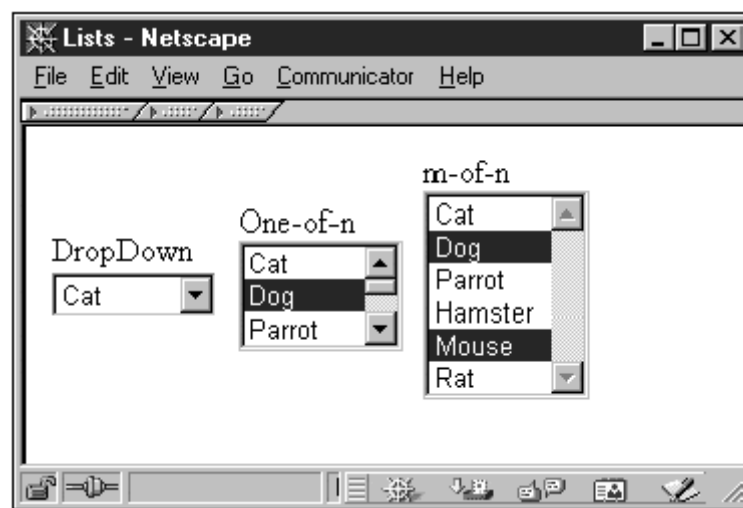 Lists - Netscape
File Edit View Go Communicator Help
DropDown
Cat
One-of-n
Cat
Dog
Parrot
m-of-n
Cat
Dog
Parrot
Hamster
Mouse
Rat